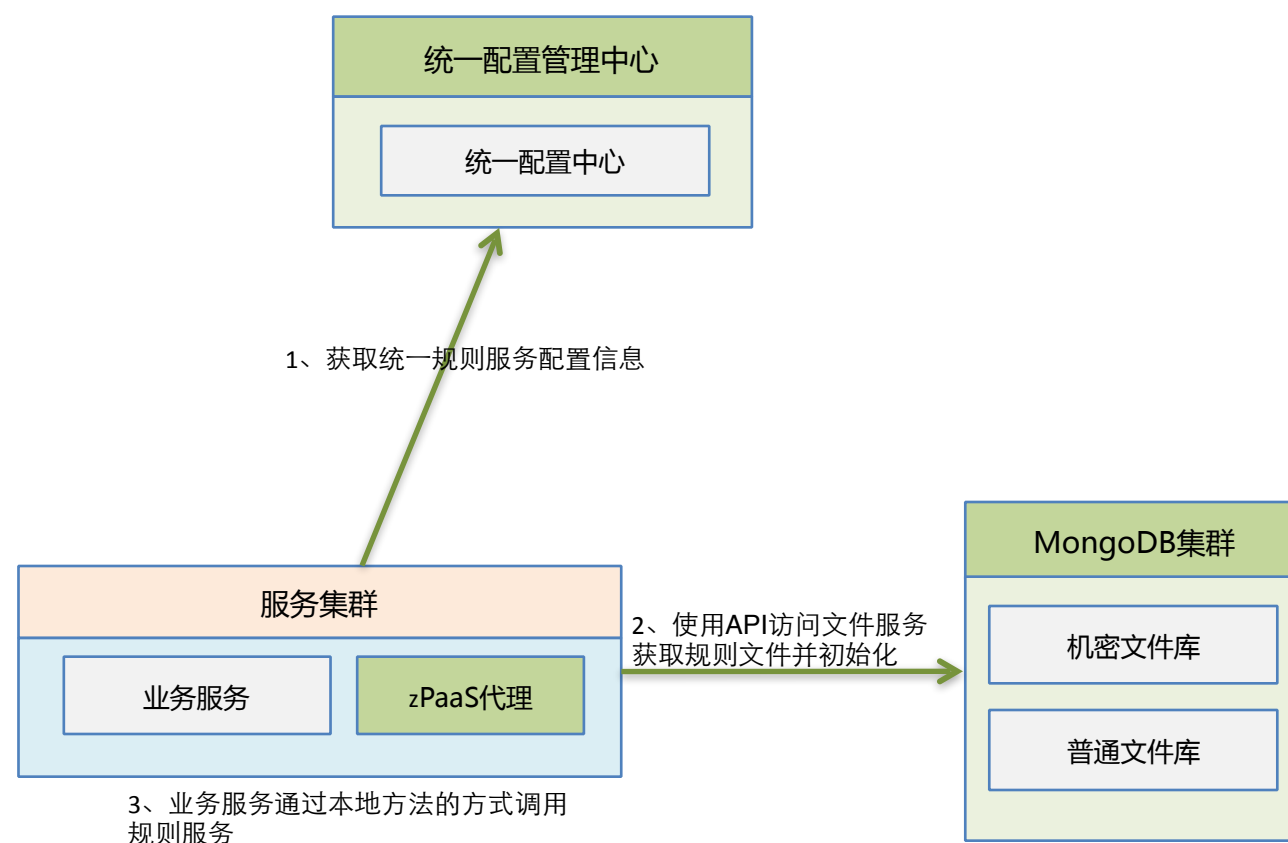 统一配置管理中心
统一配置中心
1、获取统一规则服务配置信息
MongoDB集群
服务集群
2、使用API访问文件服务
获取规则文件并初始化
机密文件库
业务服务
zPaaS代理
普通文件库
3、业务服务通过本地方法的方式调用
规则服务